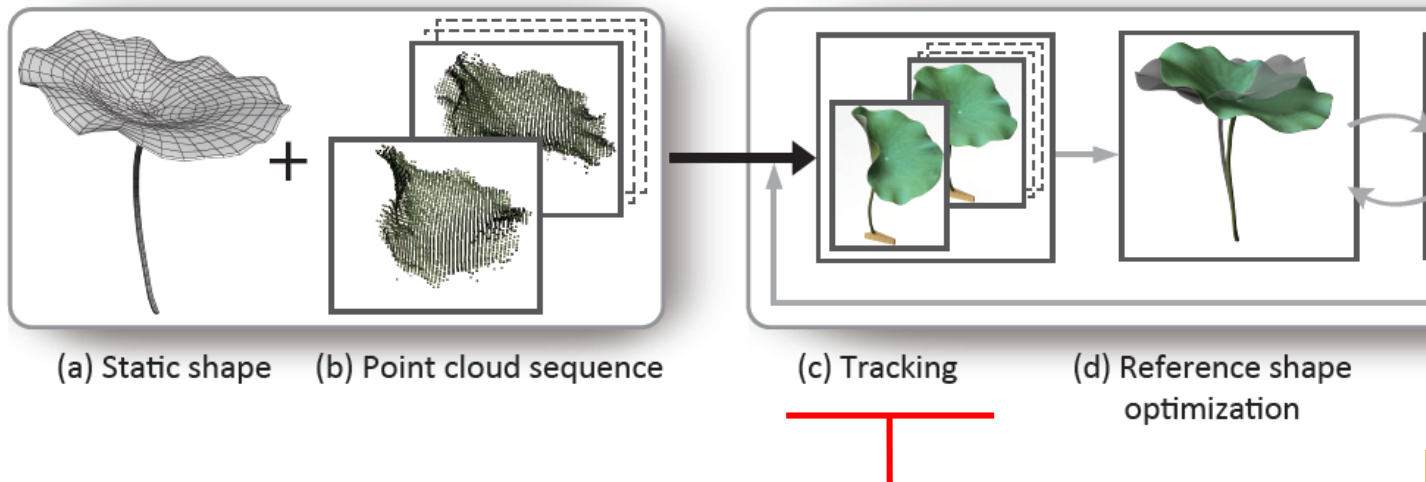 +
(a) Static shape (b) Point cloud sequence (c) Tracking (d) Reference shape
optimization